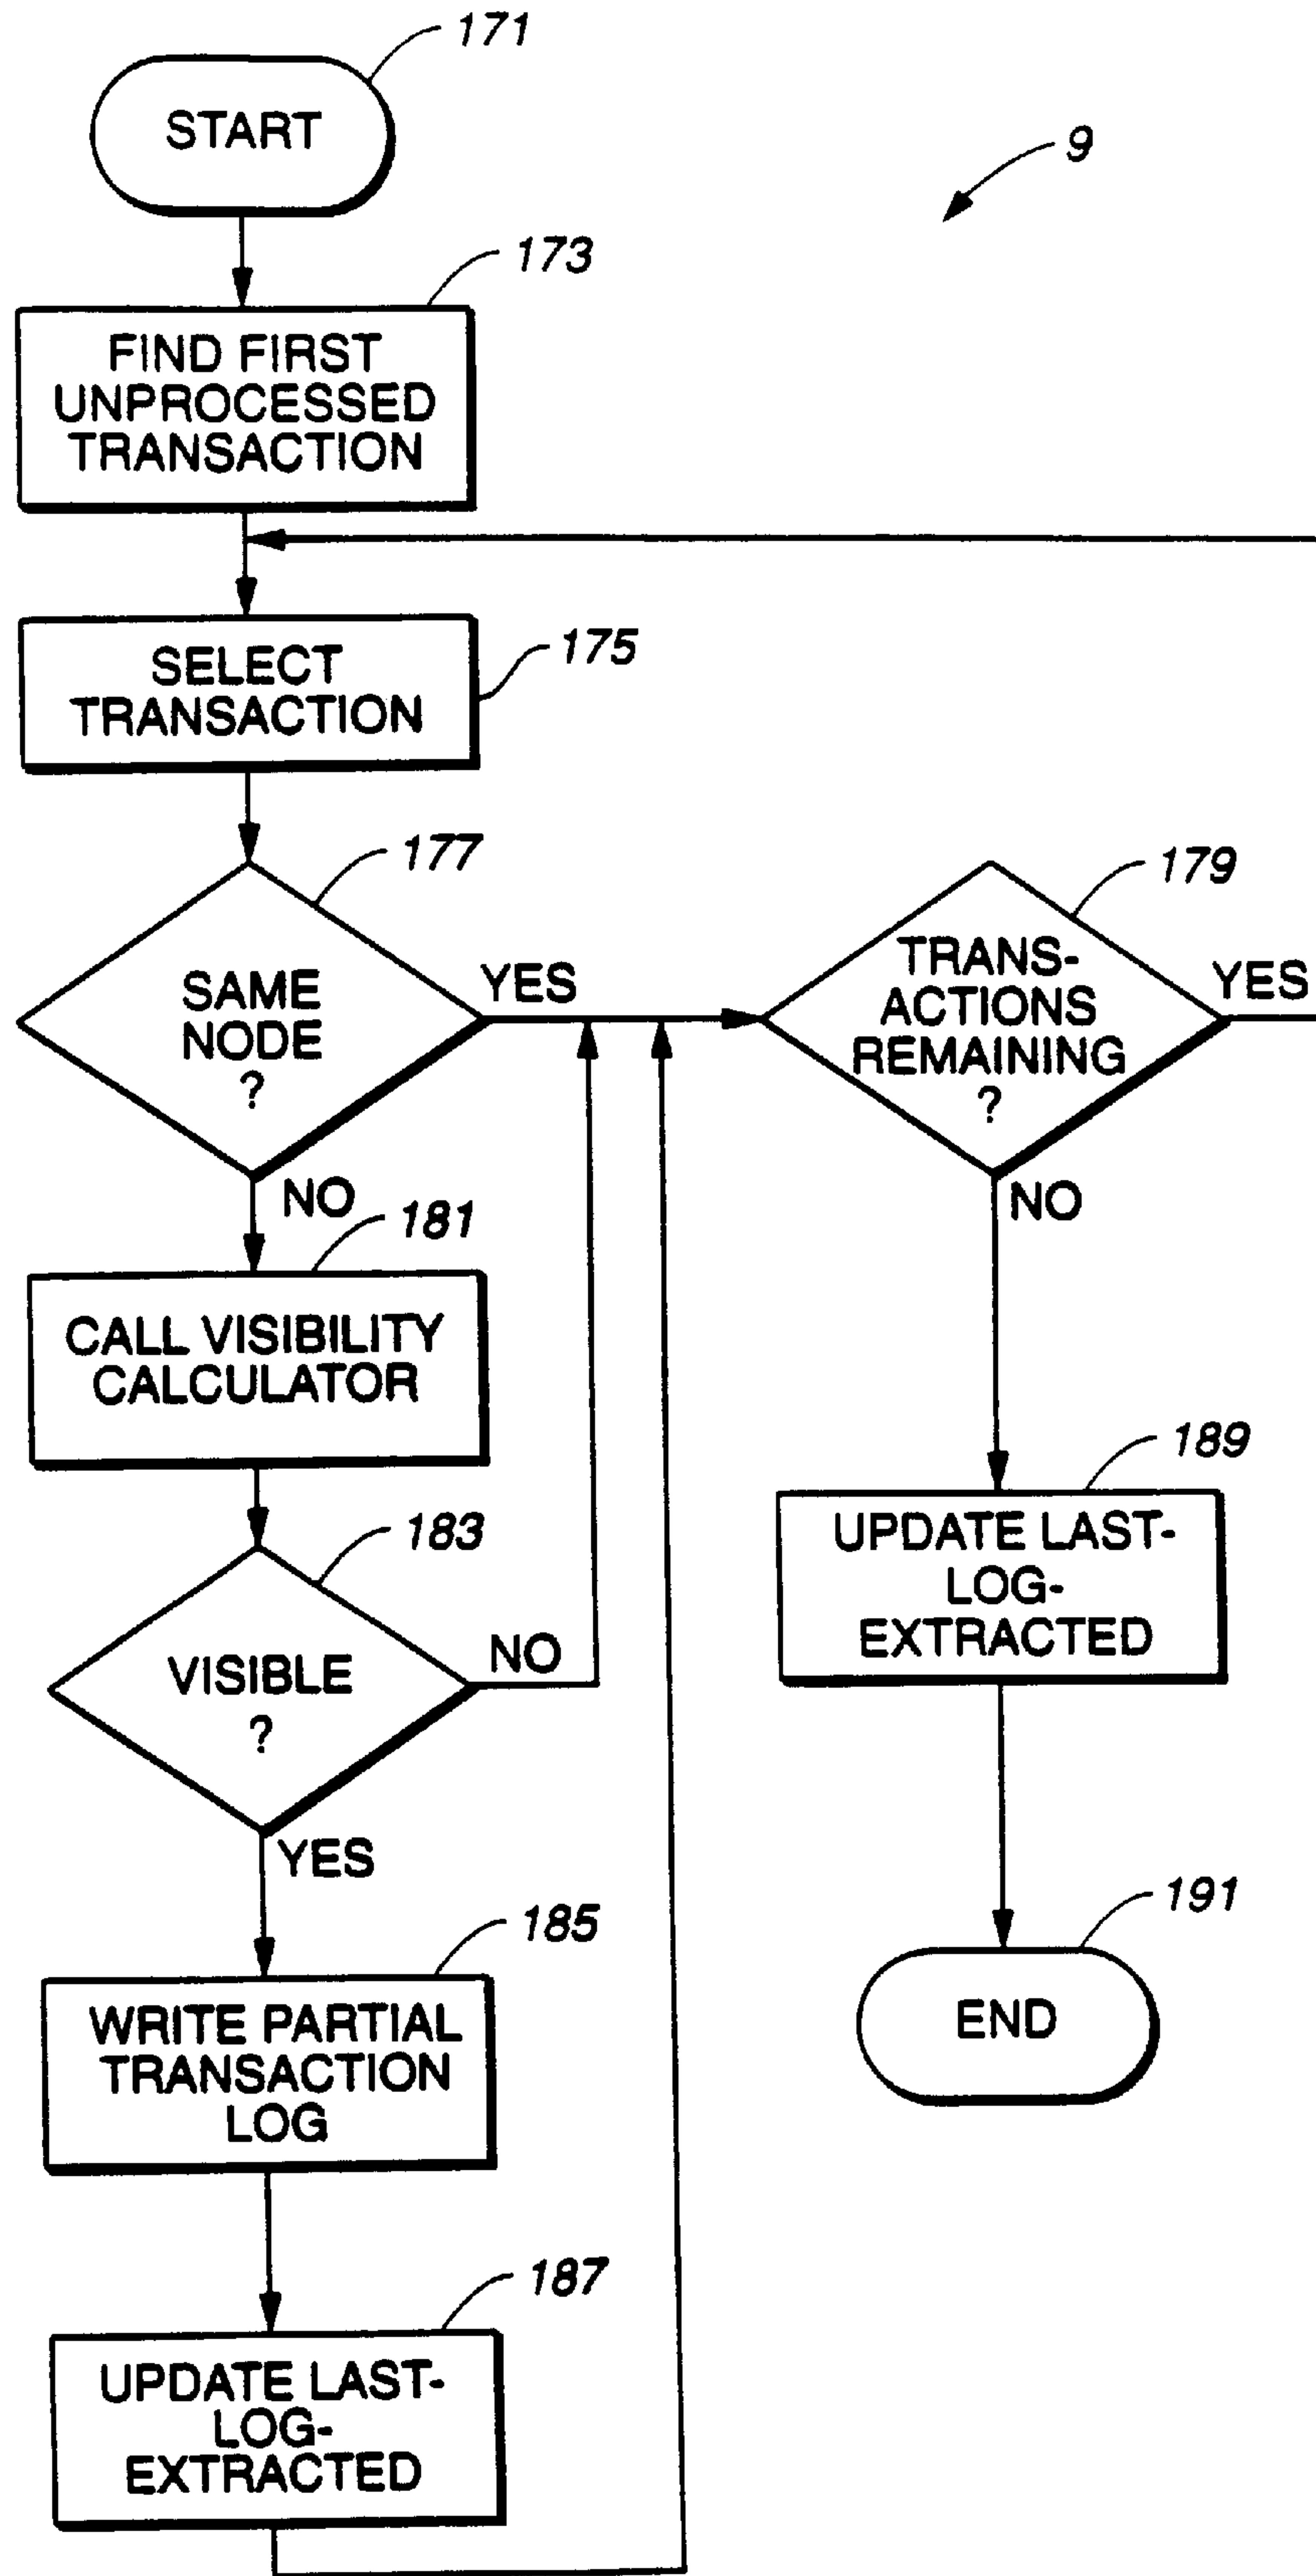 171
START
9
173
FIND FIRST
UNPROCESSED
TRANSACTION
175
SELECT
TRANSACTION
177
SAME
NODE
?
YES
NO
179
TRANS-
ACTIONS
REMAINING
?
YES
NO
181
CALL VISIBILITY
CALCULATOR
183
VISIBLE
?
NO
YES
189
UPDATE LAST-
LOG-
EXTRACTED
185
WRITE PARTIAL
TRANSACTION
LOG
191
END
187
UPDATE LAST-
LOG-
EXTRACTED